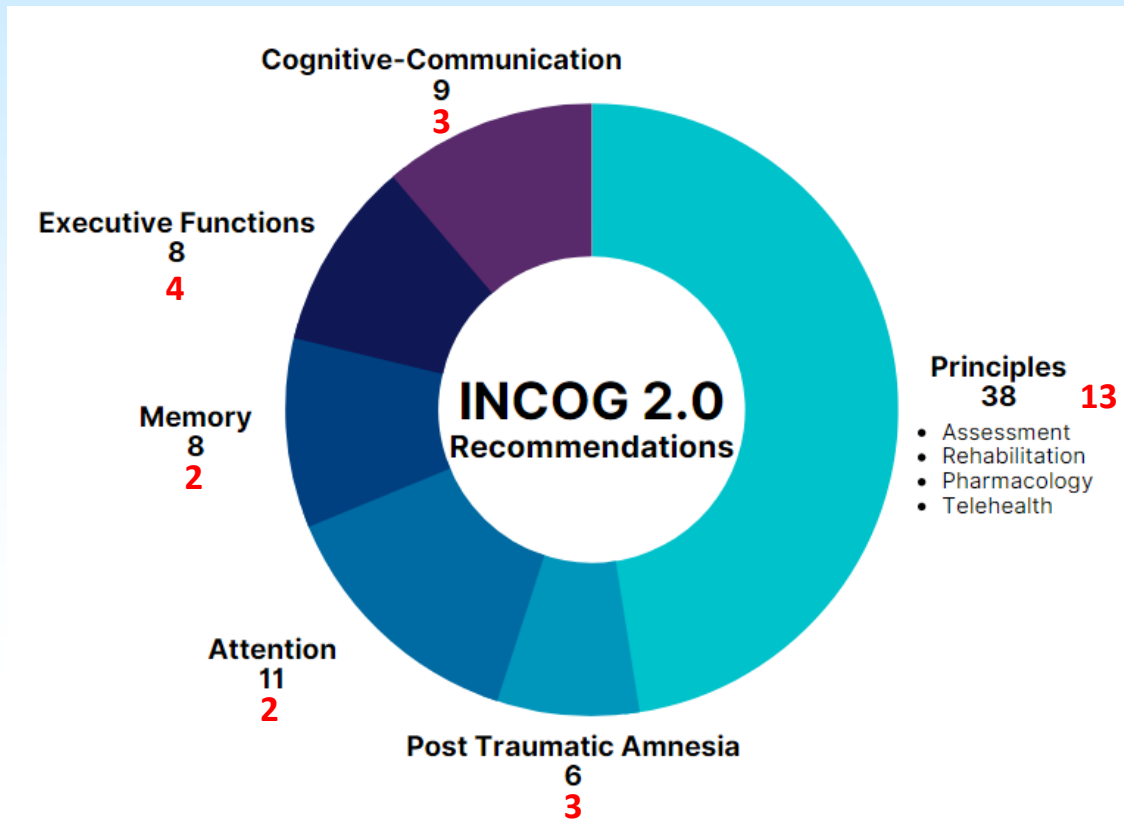 Cognitive-Communication
9
3
Executive Functions
8
4
Principles
38 13
• Assessment
• Rehabilitation
• Pharmacology
• Telehealth
INCOG 2.0
Recommendations
Memory
8
2
Attention
11
2
Post Traumatic Amnesia
6
3